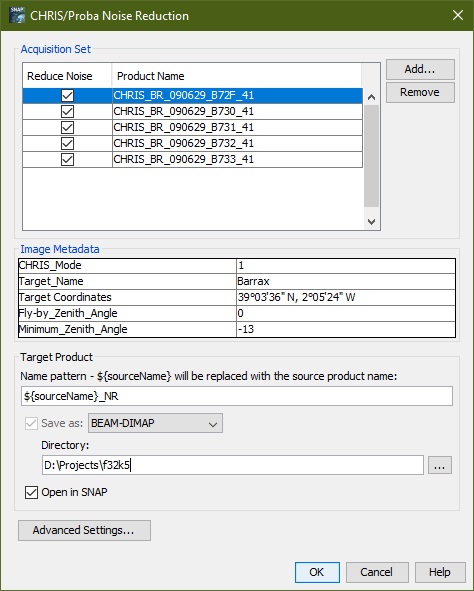 SNAP
CHRIS/Proba Noise Reduction
Acquisition Set
Reduce Noise Product Name
CHRIS_BR_090629_B72F_41
CHRIS_BR_090629_B730_41
CHRIS_BR_090629_B731_41
CHRIS_BR_090629_B732_41
CHRIS_BR_090629_B733_41
Add...
Remove
Image Metadata
CHRIS_Mode 1
Target_Name Barrax
Target Coordinates 39°03'36" N, 2°05'24" W
Fly-by_Zenith_Angle 0
Minimum_Zenith_Angle -13
Target Product
Name pattern - ${sourceName} will be replaced with the source product name:
${sourceName}_NR
Save as: BEAM-DIMAP
Directory:
D:\Projects\f32k5
...
Open in SNAP
Advanced Settings...
OK Cancel Help